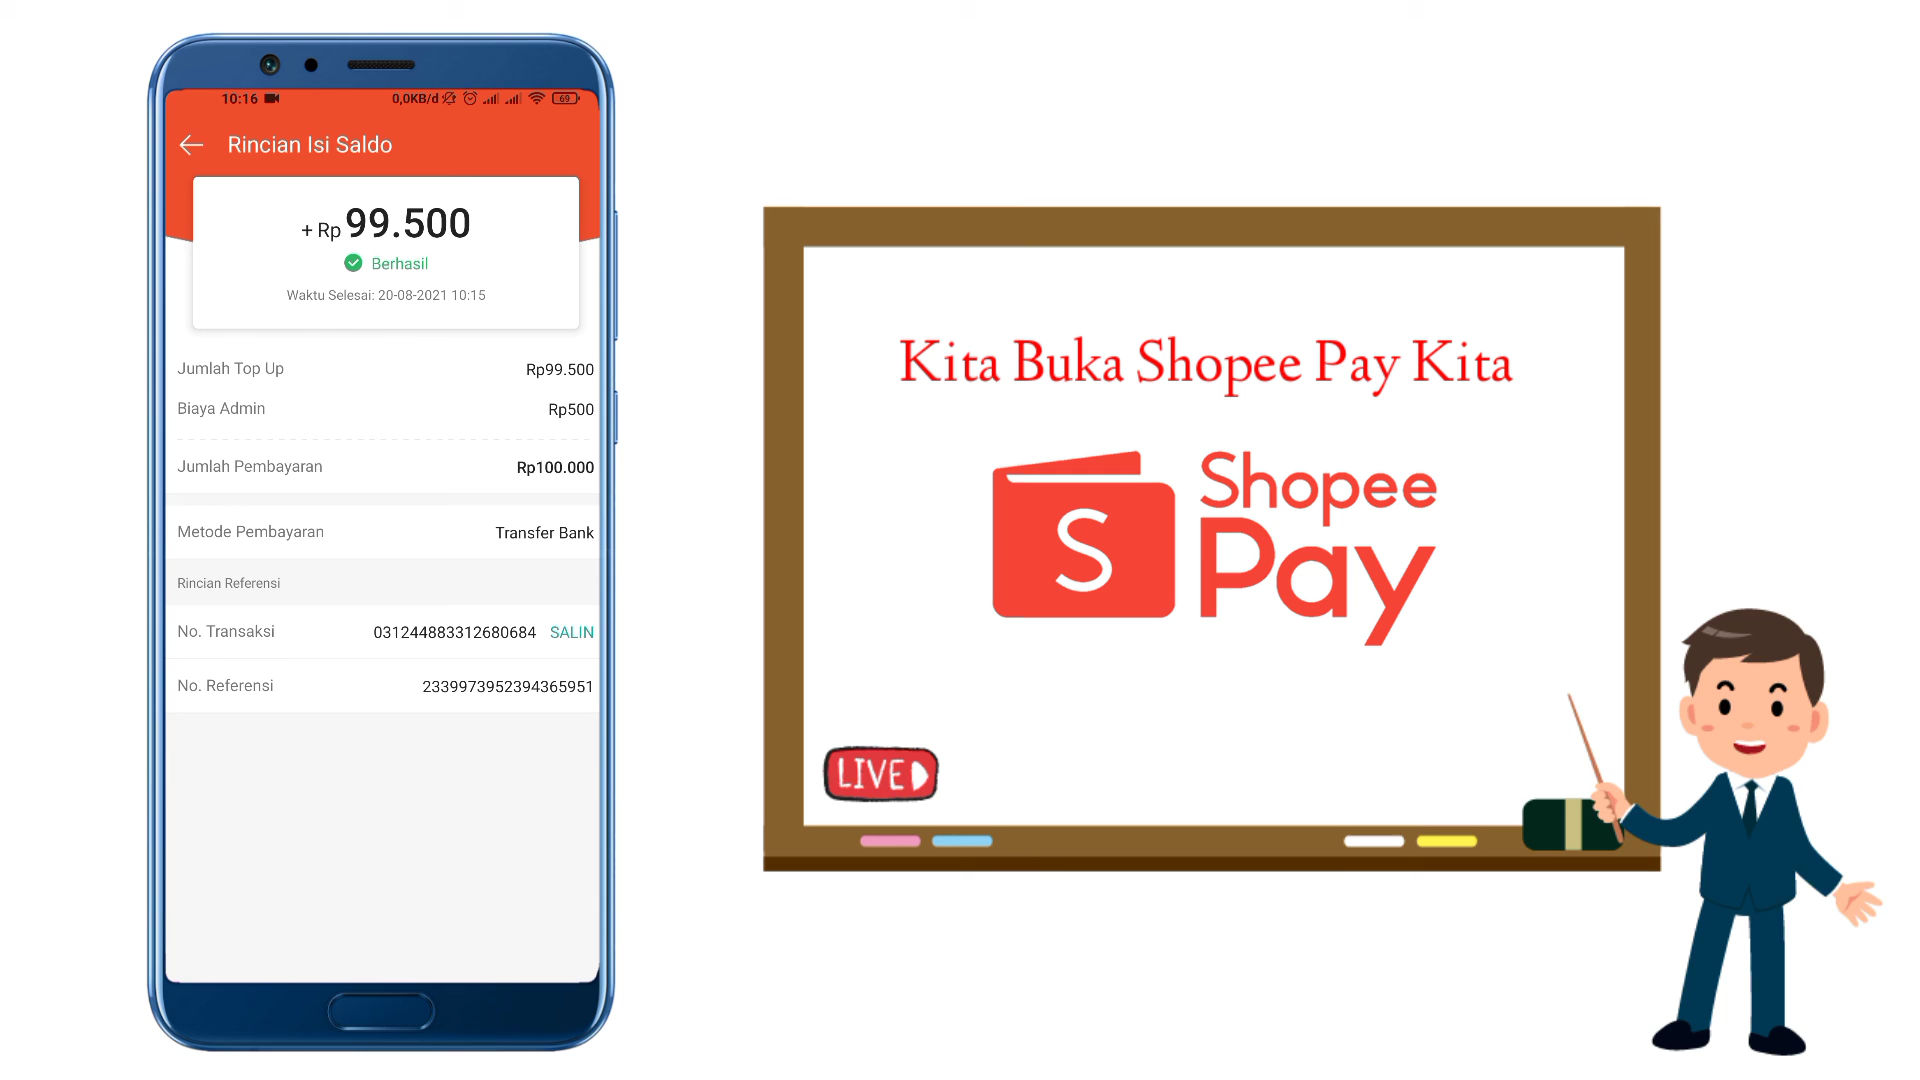 10:16
0,0KB/d
69
Rincian Isi Saldo
+ Rp 99.500
Berhasil
Waktu Selesai: 20-08-2021 10:15
Jumlah Top Up Rp99.500
Biaya Admin Rp500
Jumlah Pembayaran Rp100.000
Metode Pembayaran Transfer Bank
Rincian Referensi
No. Transaksi 031244883312680684 SALIN
No. Referensi 2339973952394365951
Kita Buka Shopee Pay Kita
S
Shopee
Pay
LIVE